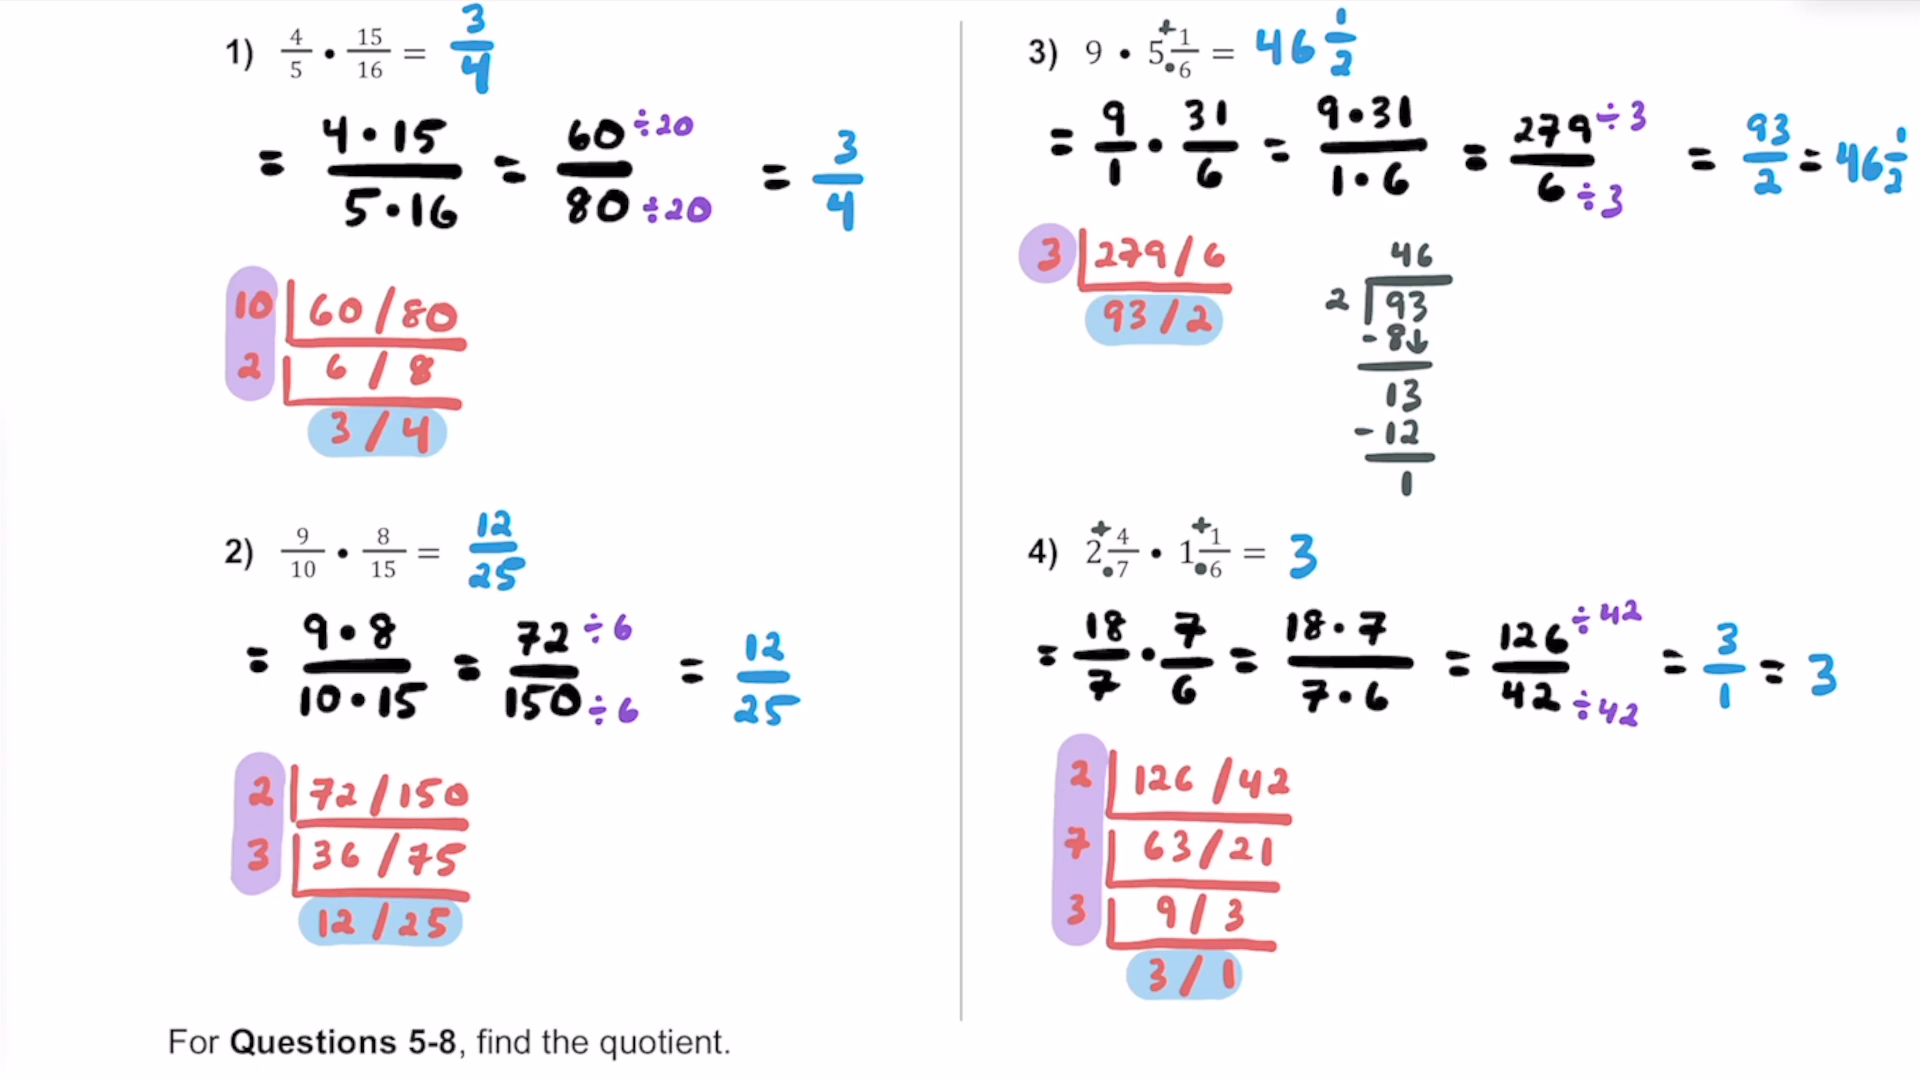 1) 4/5 • 15/16 = 3/4
= 4•15 / 5•16 = 60 ÷20 / 80 ÷20 = 3/4
10 | 60 / 80
2 | 6 / 8
3 / 4
2) 9/10 • 8/15 = 12/25
= 9•8 / 10•15 = 72 ÷6 / 150 ÷6 = 12/25
2 | 72 / 150
3 | 36 / 75
12 / 25
For Questions 5-8, find the quotient.
3) 9 • 5 + • 1/6 = 46 1/2
= 9/1 • 31/6 = 9•31 / 1•6 = 279 ÷3 / 6 ÷3 = 93/2 = 46 1/2
3 | 279 / 6
93 / 2
46
2 | 93
-8↓
13
-12
1
4) 2 + • 4/7 • 1 + • 1/6 = 3
= 18/7 • 7/6 = 18•7 / 7•6 = 126 ÷42 / 42 ÷42 = 3/1 = 3
2 | 126 / 42
7 | 63 / 21
3 | 9 / 3
3 / 1